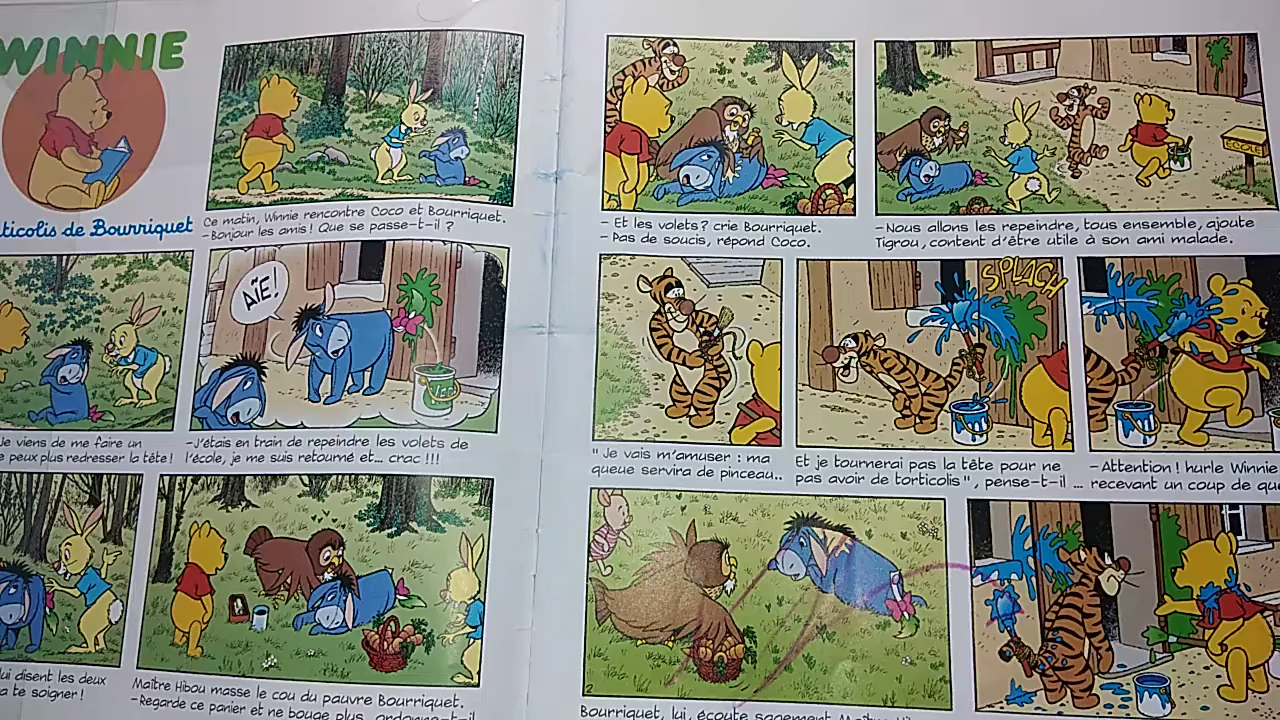 WINNIE
ticolis de Bourriquet
Ce matin, Winnie rencontre Coco et Bourriquet.
- Bonjour les amis ! Que se passe-t-il ?
Je viens de me faire un
peux plus redresser la tête !
AÏE !
- J'étais en train de repeindre les volets de
l'école, je me suis retourné et... crac !!!
lui disent les deux
te soigner !
Maître Hibou masse le cou du pauvre Bourriquet.
- Regarde ce panier et ne bouge plus, ordonne-t-il
- Et les volets ? crie Bourriquet.
- Pas de soucis, répond Coco.
ECOLE
- Nous allons les repeindre, tous ensemble, ajoute
Tigrou, content d'être utile à son ami malade.
" Je vais m'amuser : ma
queue servira de pinceau..
SPLACH
Et je tournerai pas la tête pour ne
pas avoir de torticolis ", pense-t-il ...
- Attention ! hurle Winnie
recevant un coup de
2
Bourriquet, lui, écoute sagement Maître